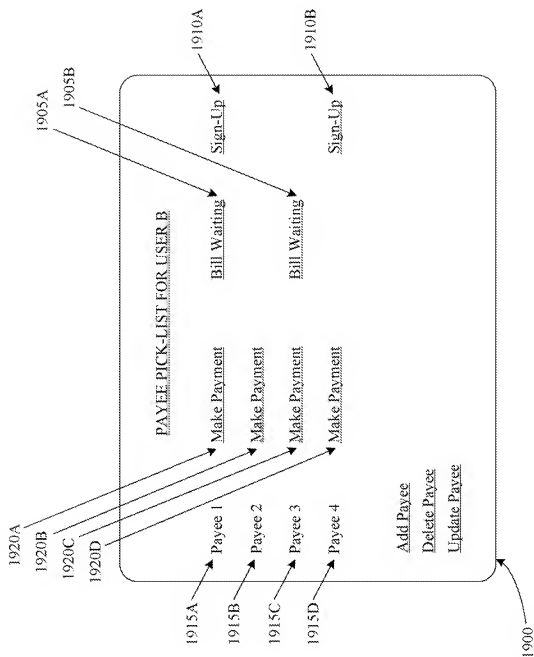 1905A
1905B
1910A
1910B
1920A
1920B
1920C
1920D
PAYEE PICK-LIST FOR USER B
1915A Payee 1 Make Payment Bill Waiting Sign-Up
1915B Payee 2 Make Payment
1915C Payee 3 Make Payment Bill Waiting
1915D Payee 4 Make Payment Sign-Up
Add Payee
Delete Payee
Update Payee
1900